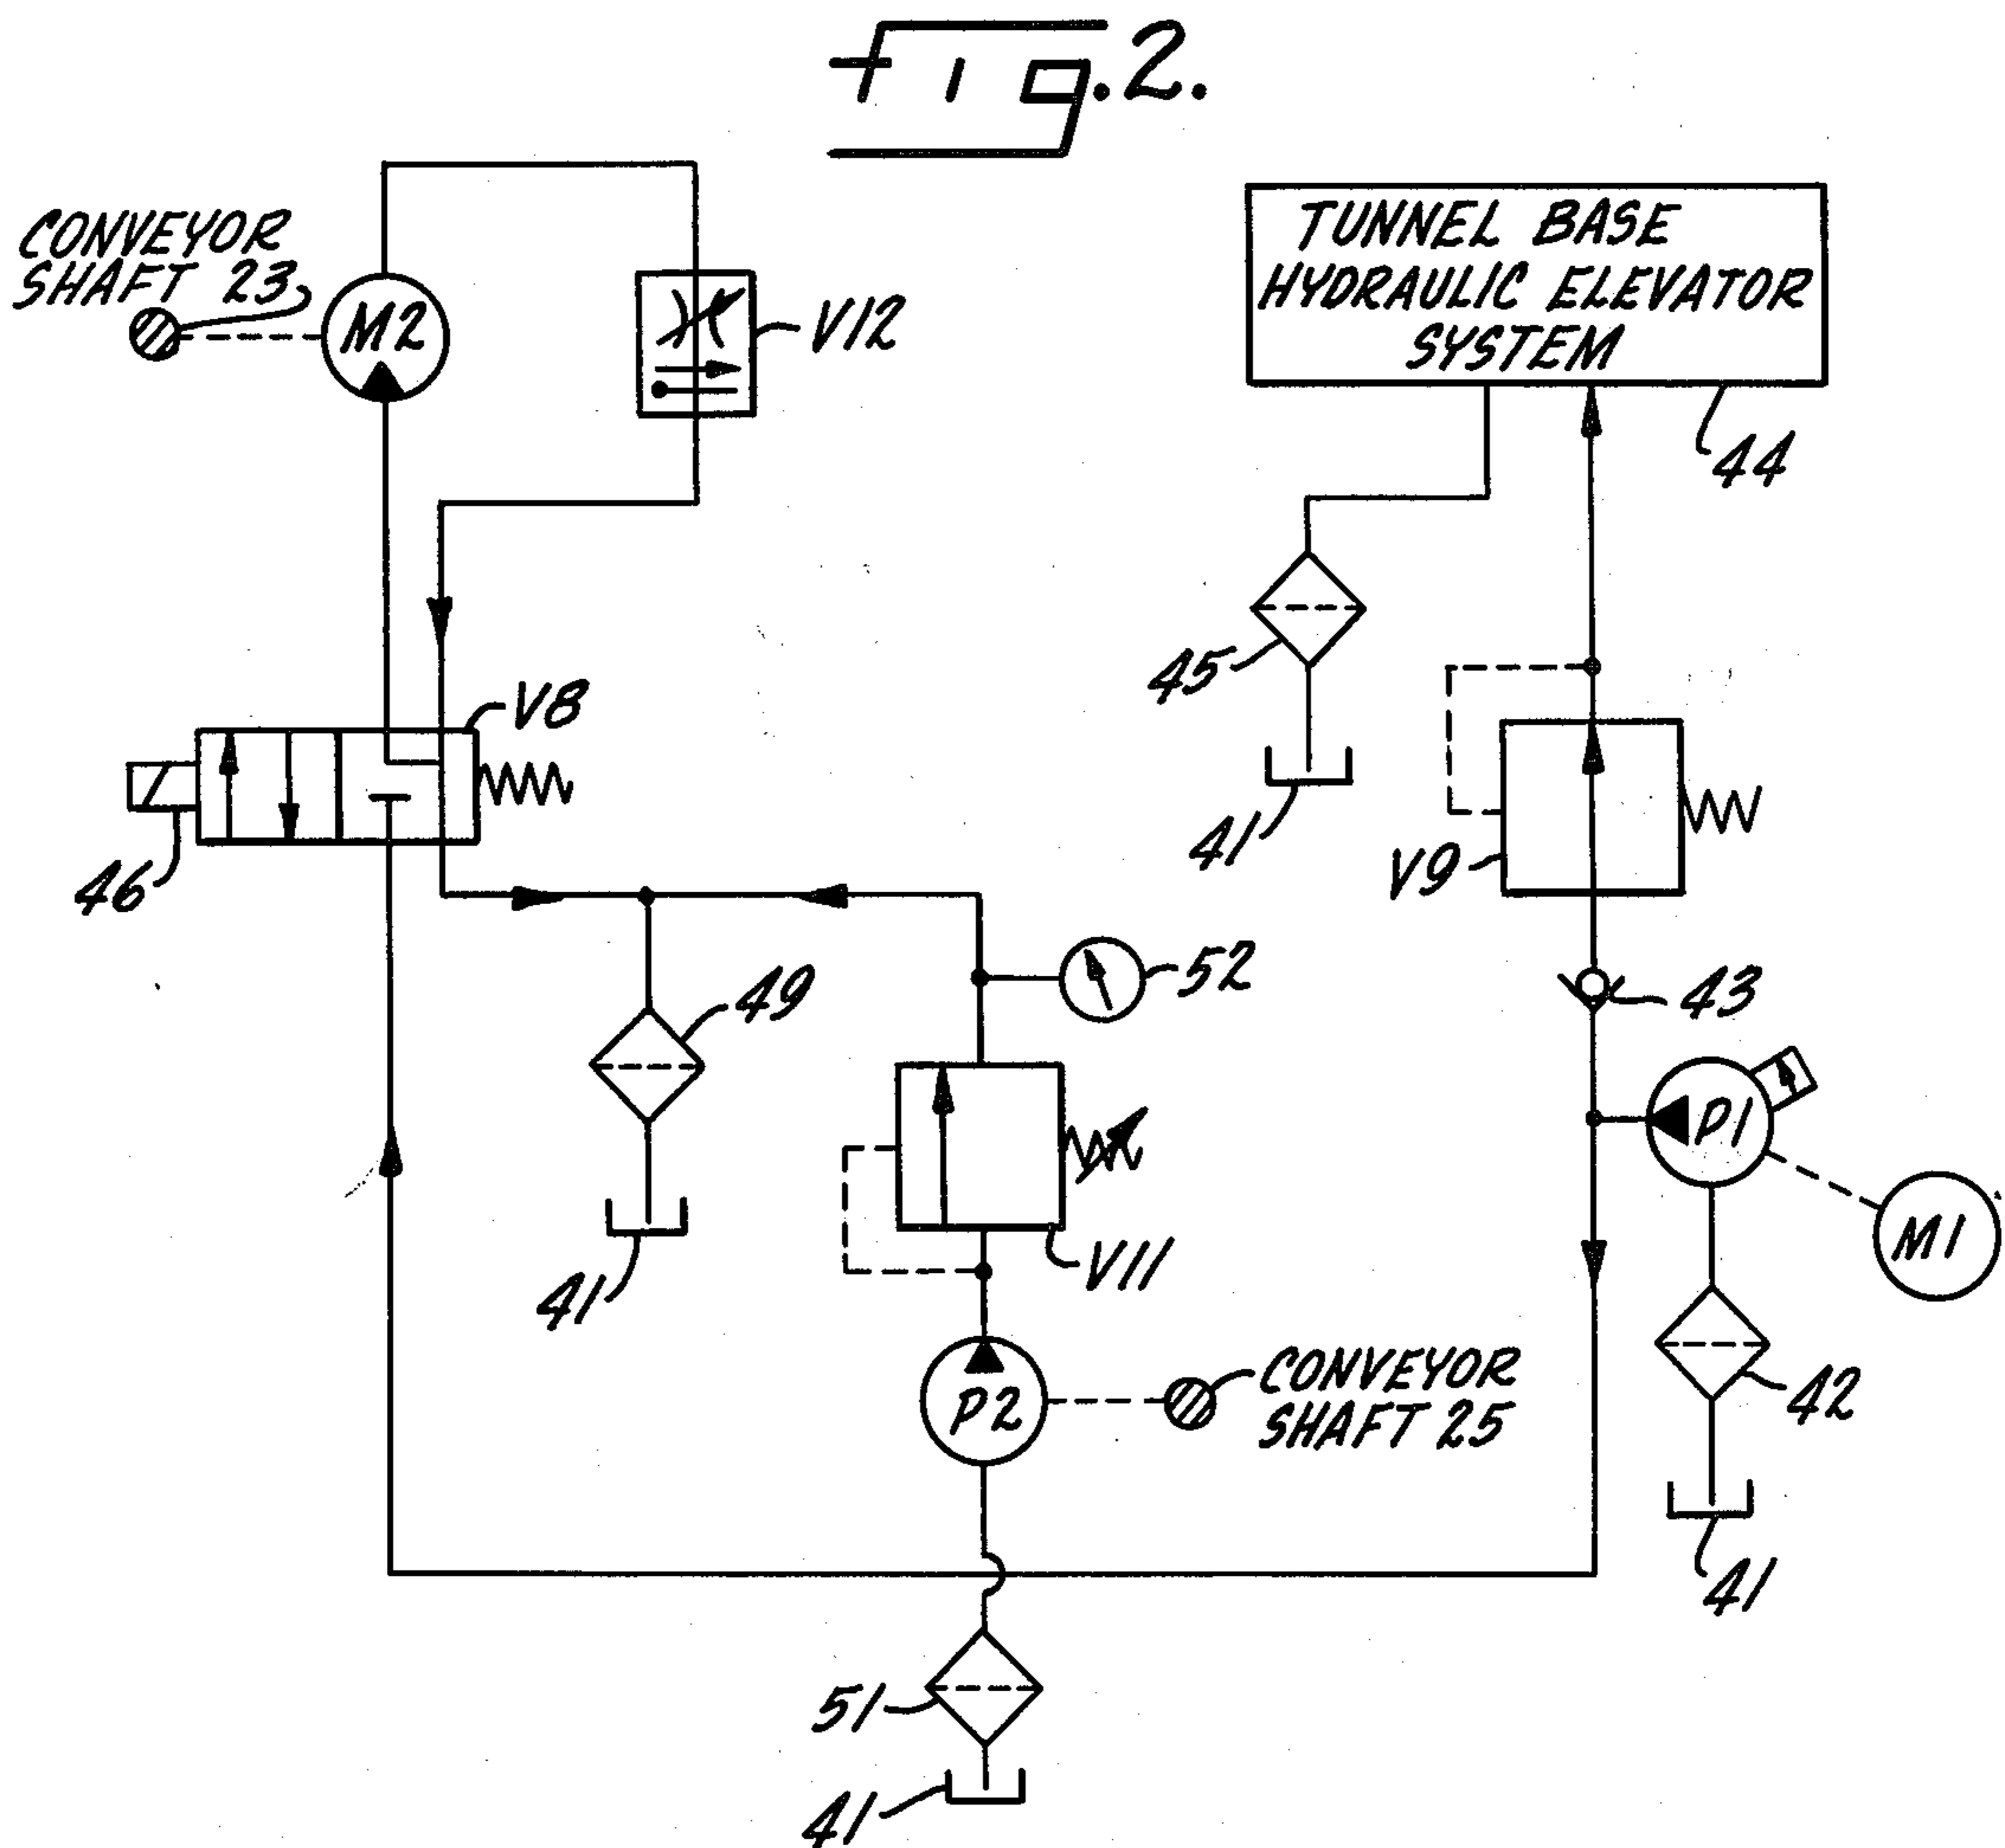 Fig. 2.
CONVEYOR
SHAFT 23
M2
V12
TUNNEL BASE
HYDRAULIC ELEVATOR
SYSTEM
44
45
41
V8
46
V9
52
43
49
41
V11
P1
M1
P2
CONVEYOR
SHAFT 25
42
41
51
41